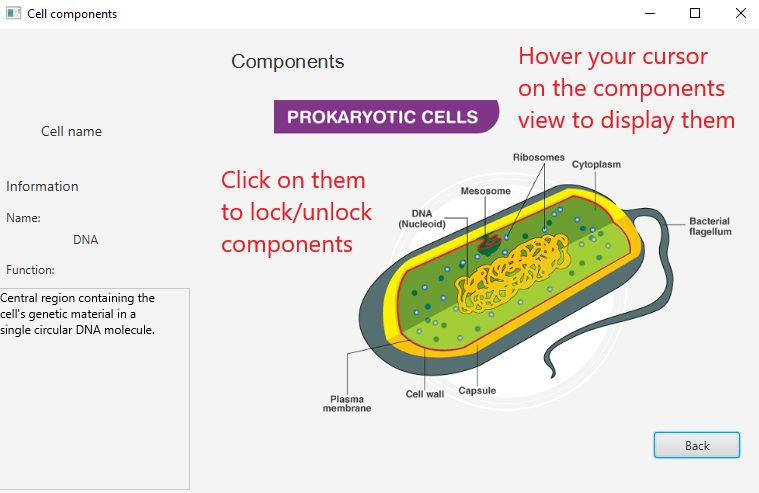 Cell components
Components
Hover your cursor
on the components
view to display them
PROKARYOTIC CELLS
Cell name
Click on them
to lock/unlock
components
Information
Name:
DNA
Function:
Central region containing the
cell's genetic material in a
single circular DNA molecule.
Ribosomes
Cytoplasm
Mesosome
DNA
(Nucleoid)
Bacterial
flagellum
Plasma
membrane
Cell wall
Capsule
Back